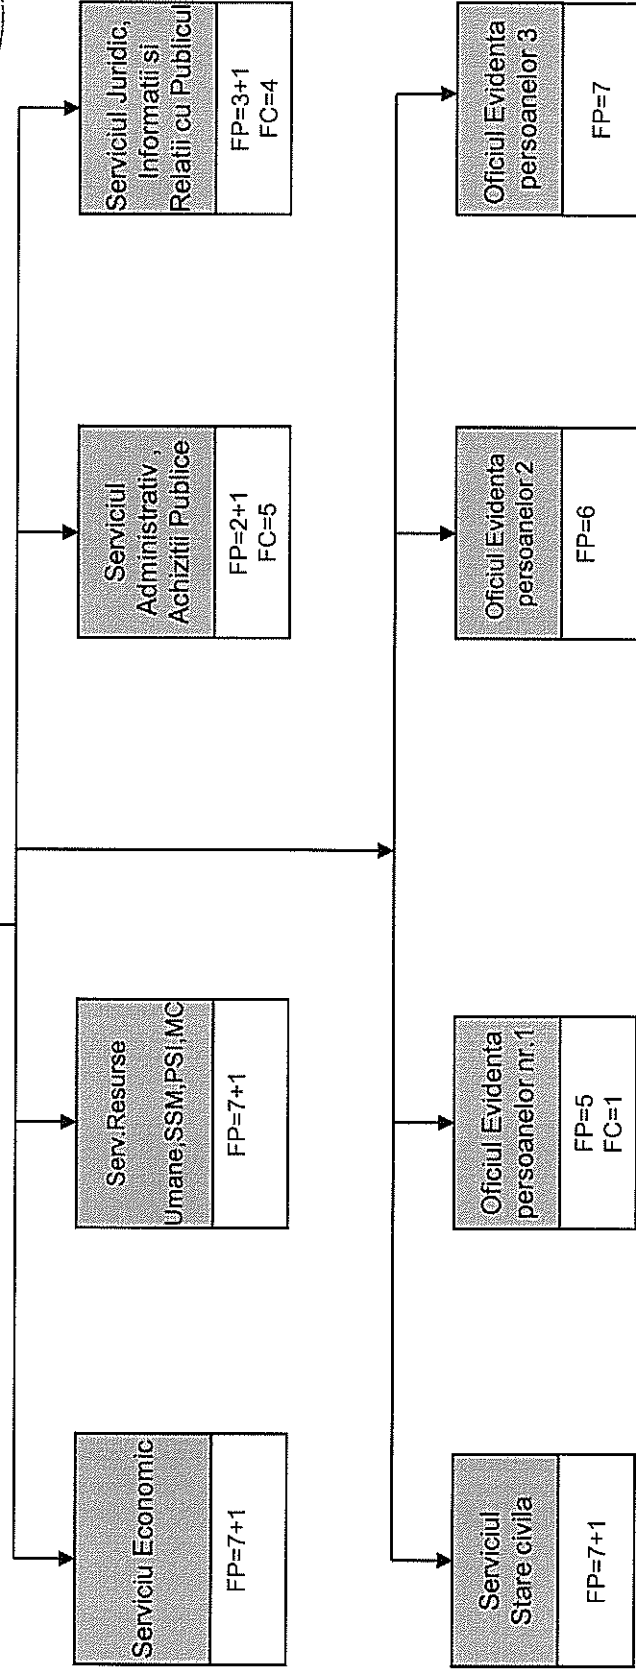 Serviciu Economic
FP=7+1
Serv.Resurse
Umane,SSM,PSI,MC
FP=7+1
Serviciul
Administrativ ,
Achizitii Publice
FP=2+1
FC=5
Serviciul Juridic,
Informatii si
Relatii cu Publicul
FP=3+1
FC=4
Serviciul
Stare civila
FP=7+1
Oficiul Evidenta
persoanelor nr.1
FP=5
FC=1
Oficiul Evidenta
persoanelor 2
FP=6
Oficiul Evidenta
persoanelor 3
FP=7